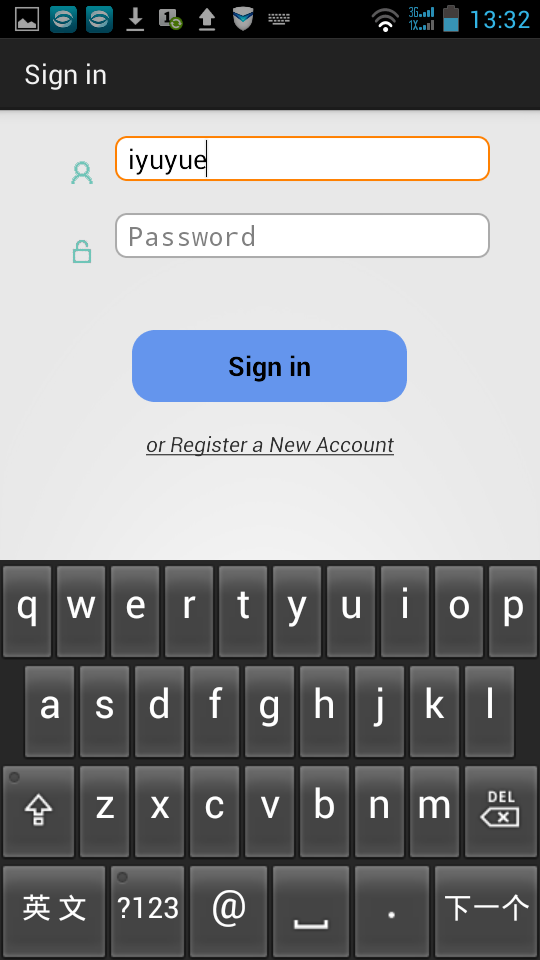 3G 1X 13:32
Sign in
iyuyue
Password
Sign in
or Register a New Account
q w e r t y u i o p
a s d f g h j k l
z x c v b n m DEL
英文 ?123 @ . 下一个